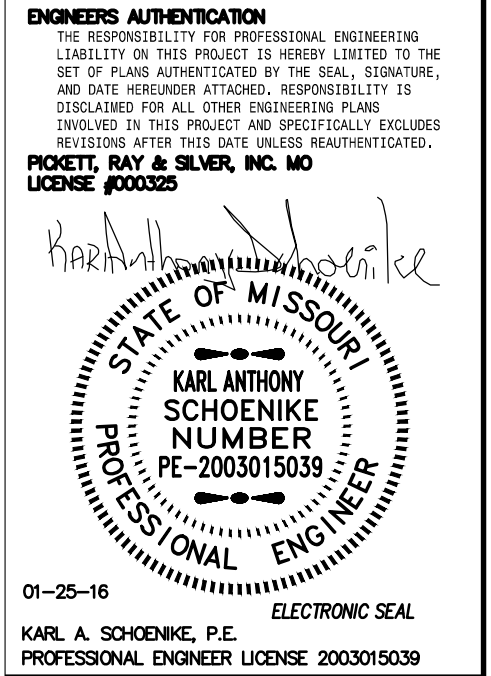 ENGINEERS AUTHENTICATION
THE RESPONSIBILITY FOR PROFESSIONAL ENGINEERING
LIABILITY ON THIS PROJECT IS HEREBY LIMITED TO THE
SET OF PLANS AUTHENTICATED BY THE SEAL, SIGNATURE,
AND DATE HEREUNDER ATTACHED. RESPONSIBILITY IS
DISCLAIMED FOR ALL OTHER ENGINEERING PLANS
INVOLVED IN THIS PROJECT AND SPECIFICALLY EXCLUDES
REVISIONS AFTER THIS DATE UNLESS REAUTHENTICATED.
PICKETT, RAY & SILVER, INC. MO
LICENSE #000325
Karl Anthony Schoenike
STATE OF MISSOURI
KARL ANTHONY
SCHOENIKE
NUMBER
PE-2003015039
PROFESSIONAL ENGINEER
01-25-16
ELECTRONIC SEAL
KARL A. SCHOENIKE, P.E.
PROFESSIONAL ENGINEER LICENSE 2003015039